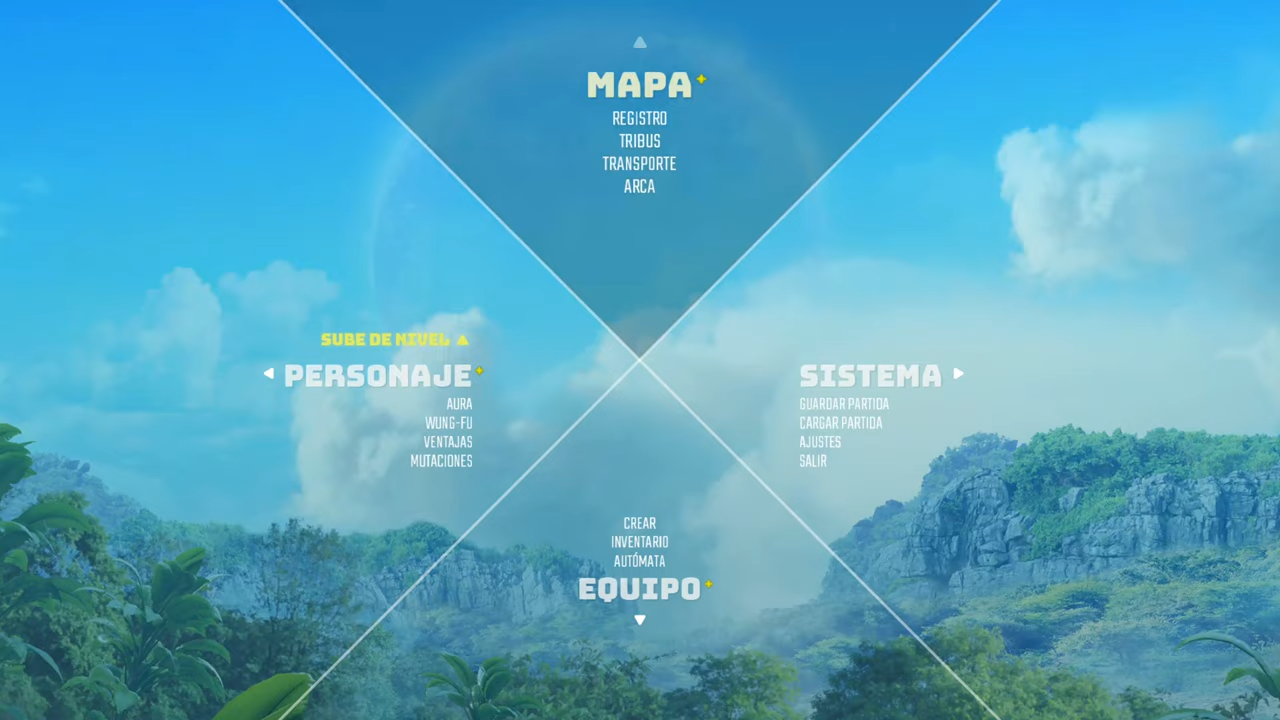 MAPA
REGISTRO
TRIBUS
TRANSPORTE
ARCA
SUBE DE NIVEL
PERSONAJE
AURA
WUNG-FU
VENTAJAS
MUTACIONES
SISTEMA
GUARDAR PARTIDA
CARGAR PARTIDA
AJUSTES
SALIR
CREAR
INVENTARIO
AUTÓMATA
EQUIPO